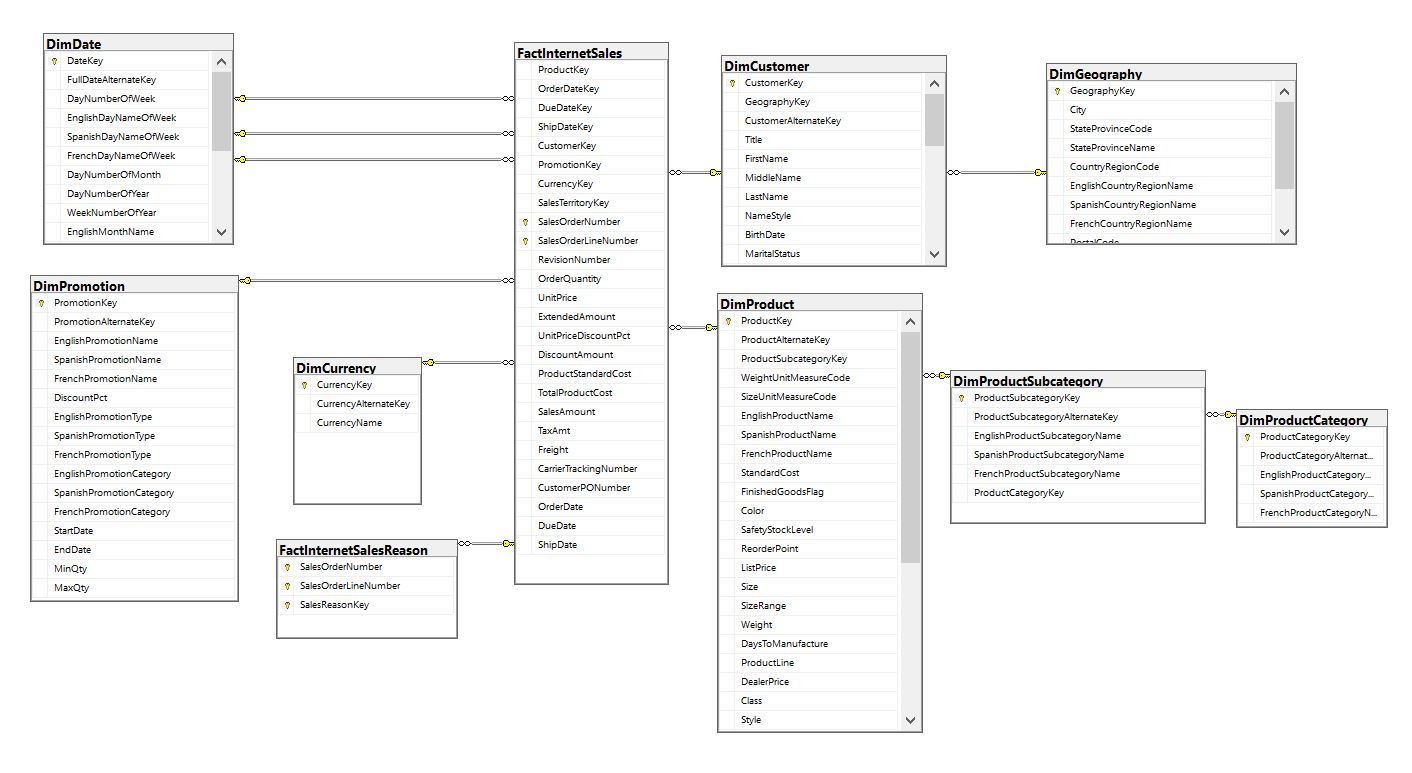 DimDate
DateKey
FullDateAlternateKey
DayNumberOfWeek
EnglishDayNameOfWeek
SpanishDayNameOfWeek
FrenchDayNameOfWeek
DayNumberOfMonth
DayNumberOfYear
WeekNumberOfYear
EnglishMonthName
DimPromotion
PromotionKey
PromotionAlternateKey
EnglishPromotionName
SpanishPromotionName
FrenchPromotionName
DiscountPct
EnglishPromotionType
SpanishPromotionType
FrenchPromotionType
EnglishPromotionCategory
SpanishPromotionCategory
FrenchPromotionCategory
StartDate
EndDate
MinQty
MaxQty
DimCurrency
CurrencyKey
CurrencyAlternateKey
CurrencyName
FactInternetSalesReason
SalesOrderNumber
SalesOrderLineNumber
SalesReasonKey
FactInternetSales
ProductKey
OrderDateKey
DueDateKey
ShipDateKey
CustomerKey
PromotionKey
CurrencyKey
SalesTerritoryKey
SalesOrderNumber
SalesOrderLineNumber
RevisionNumber
OrderQuantity
UnitPrice
ExtendedAmount
UnitPriceDiscountPct
DiscountAmount
ProductStandardCost
TotalProductCost
SalesAmount
TaxAmt
Freight
CarrierTrackingNumber
CustomerPONumber
OrderDate
DueDate
ShipDate
DimCustomer
CustomerKey
GeographyKey
CustomerAlternateKey
Title
FirstName
MiddleName
LastName
NameStyle
BirthDate
MaritalStatus
DimGeography
GeographyKey
City
StateProvinceCode
StateProvinceName
CountryRegionCode
EnglishCountryRegionName
SpanishCountryRegionName
FrenchCountryRegionName
PostalCode
DimProduct
ProductKey
ProductAlternateKey
ProductSubcategoryKey
WeightUnitMeasureCode
SizeUnitMeasureCode
EnglishProductName
SpanishProductName
FrenchProductName
StandardCost
FinishedGoodsFlag
Color
SafetyStockLevel
ReorderPoint
ListPrice
Size
SizeRange
Weight
DaysToManufacture
ProductLine
DealerPrice
Class
Style
DimProductSubcategory
ProductSubcategoryKey
ProductSubcategoryAlternateKey
EnglishProductSubcategoryName
SpanishProductSubcategoryName
FrenchProductSubcategoryName
ProductCategoryKey
DimProductCategory
ProductCategoryKey
ProductCategoryAlternat...
EnglishProductCategory...
SpanishProductCategory...
FrenchProductCategoryN...